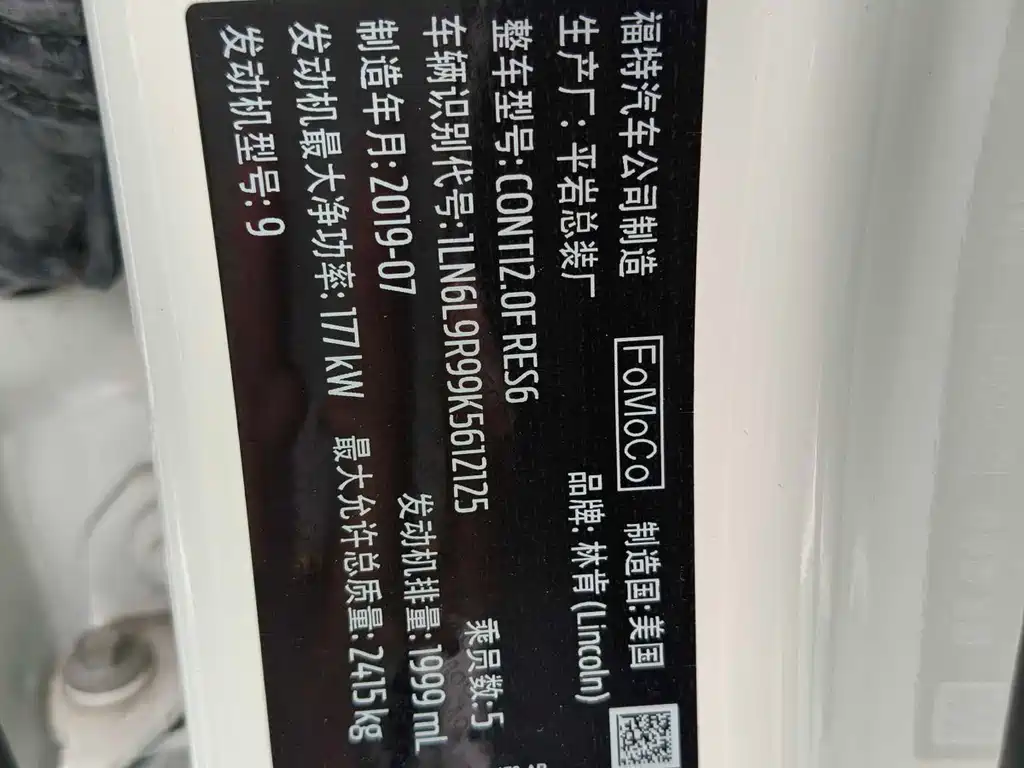 福特汽车公司制造 FoMoCo 制造国:美国
生产厂: 平岩总装厂 品牌: 林肯 (Lincoln)
整车型号:CONTI2.0FRES6
车辆识别代号:1LN6L9R99K5612125 乘员数:5
制造年月:2019-07 发动机排量:1999 mL
发动机最大净功率: 177 kW 最大允许总质量: 2415kg
发动机型号: 9